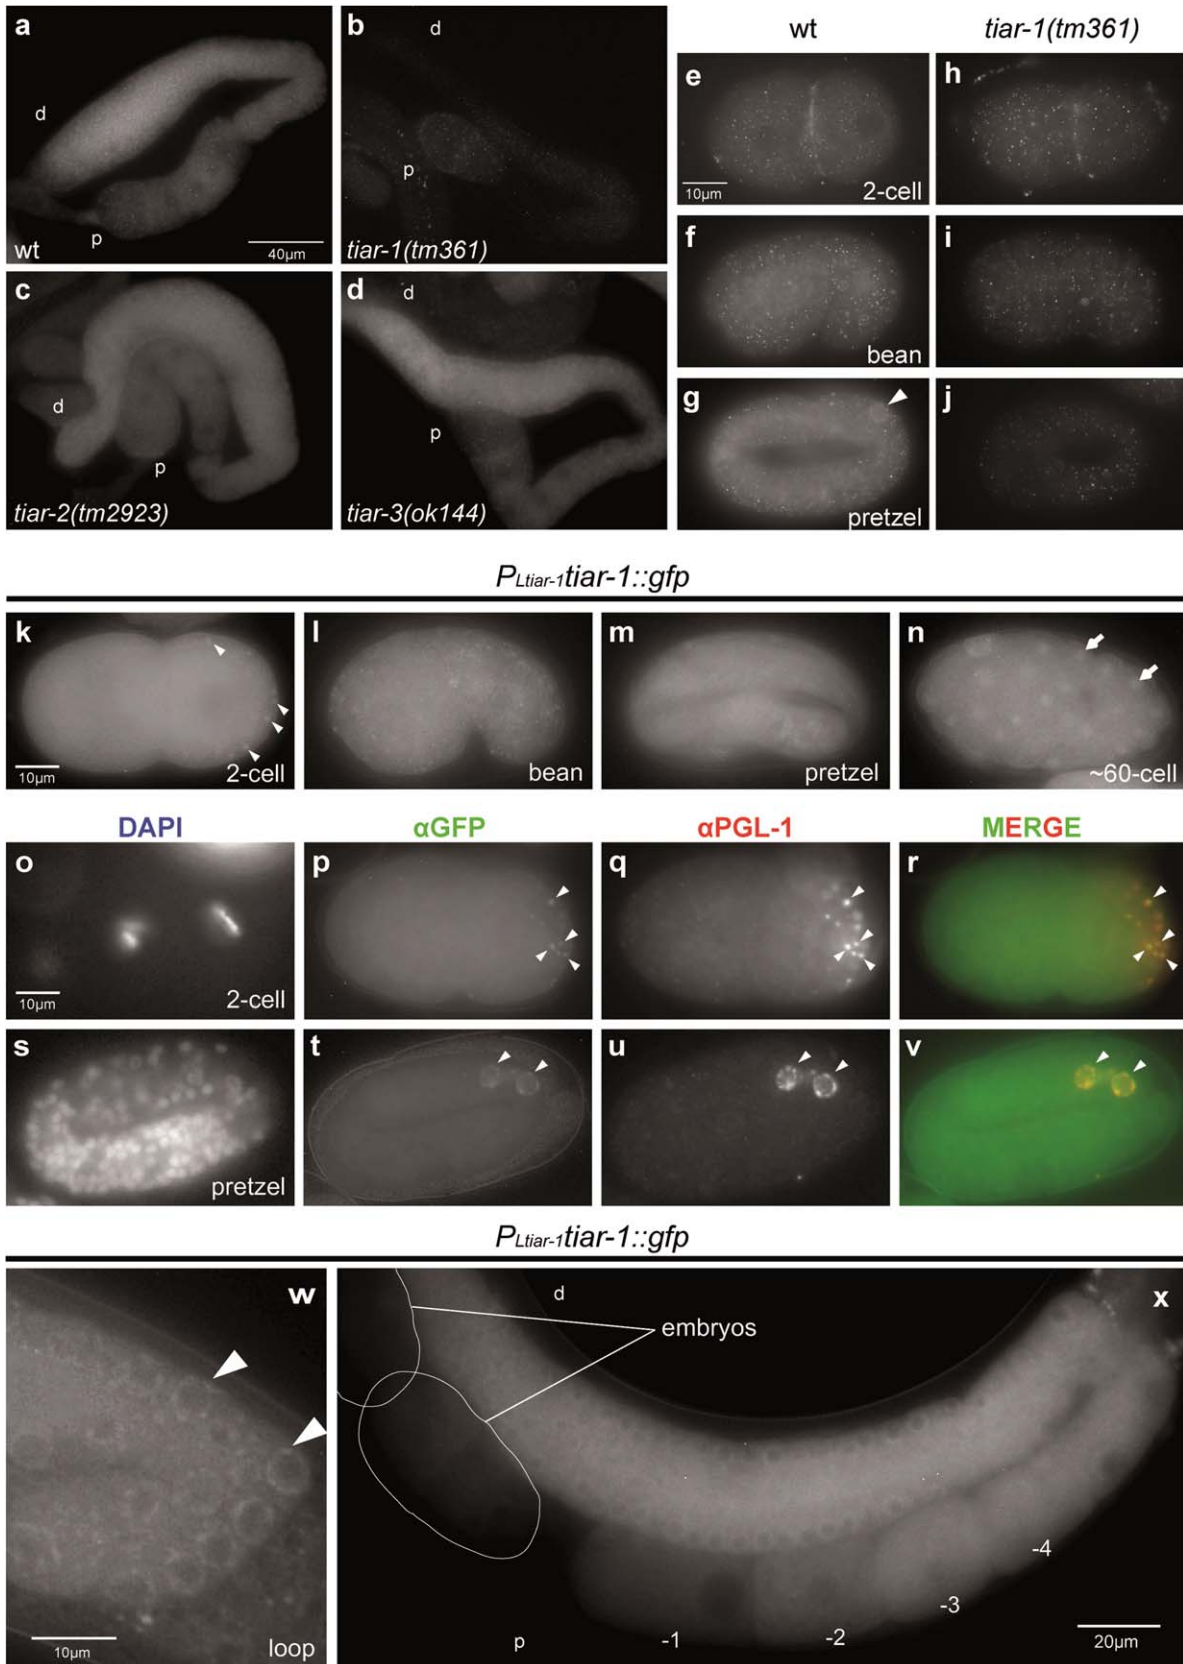 a
d
p
wt
40µm
b
d
p
tiar-1(tm361)
c
d
p
tiar-2(tm2923)
d
d
p
tiar-3(ok144)
wt
tiar-1(tm361)
e
10µm
2-cell
h
f
bean
i
g
pretzel
j
PLtiar-1tiar-1::gfp
k
10µm
2-cell
l
bean
m
pretzel
n
~60-cell
DAPI
αGFP
αPGL-1
MERGE
o
10µm
2-cell
p
q
r
s
pretzel
t
u
v
PLtiar-1tiar-1::gfp
w
10µm
loop
x
d
embryos
-4
-3
-2
-1
p
20µm